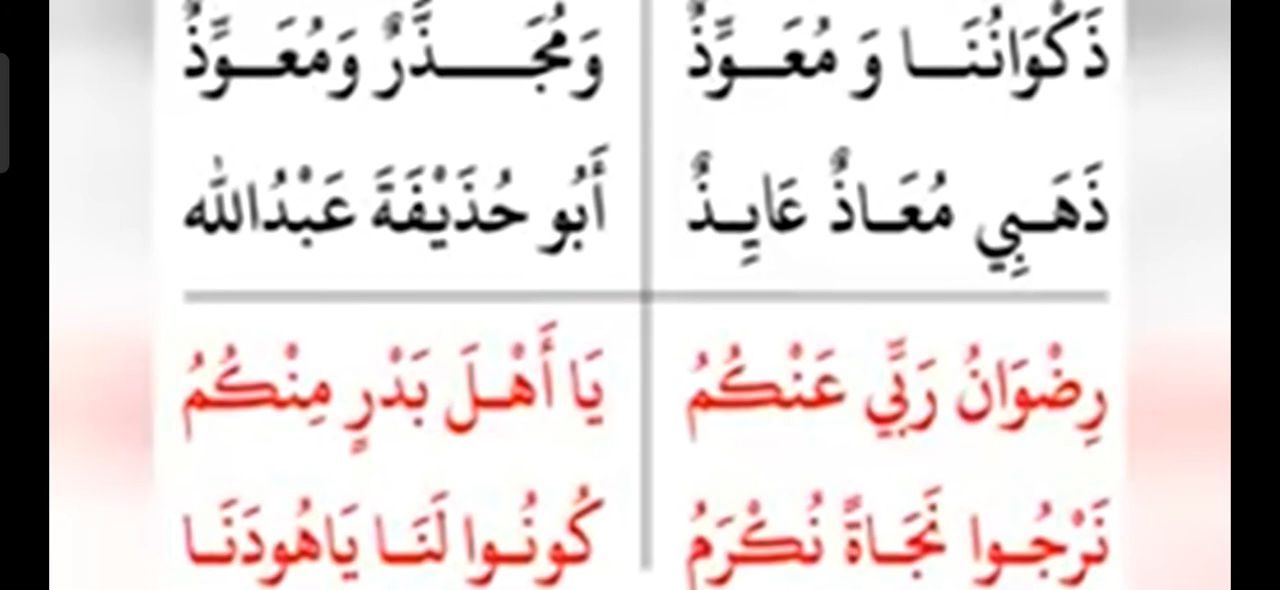 ذَكْوَانُنَا وَ مُعَوِّذٌ وَمُجَذَّرٌ وَمُعَوِّذٌ
ذَهَبِي مُعَاذٌ عَايِذٌ أَبُو حُذَيْفَةَ عَبْدُالله
رِضْوَانُ رَبِّي عَنْكُمُ يَا أَهْلَ بَدْرٍ مِنْكُمُ
نَرْجُوا نَجَاةً نُكْرَمُ كُونُوا لَنَا يَاهُودَنَا